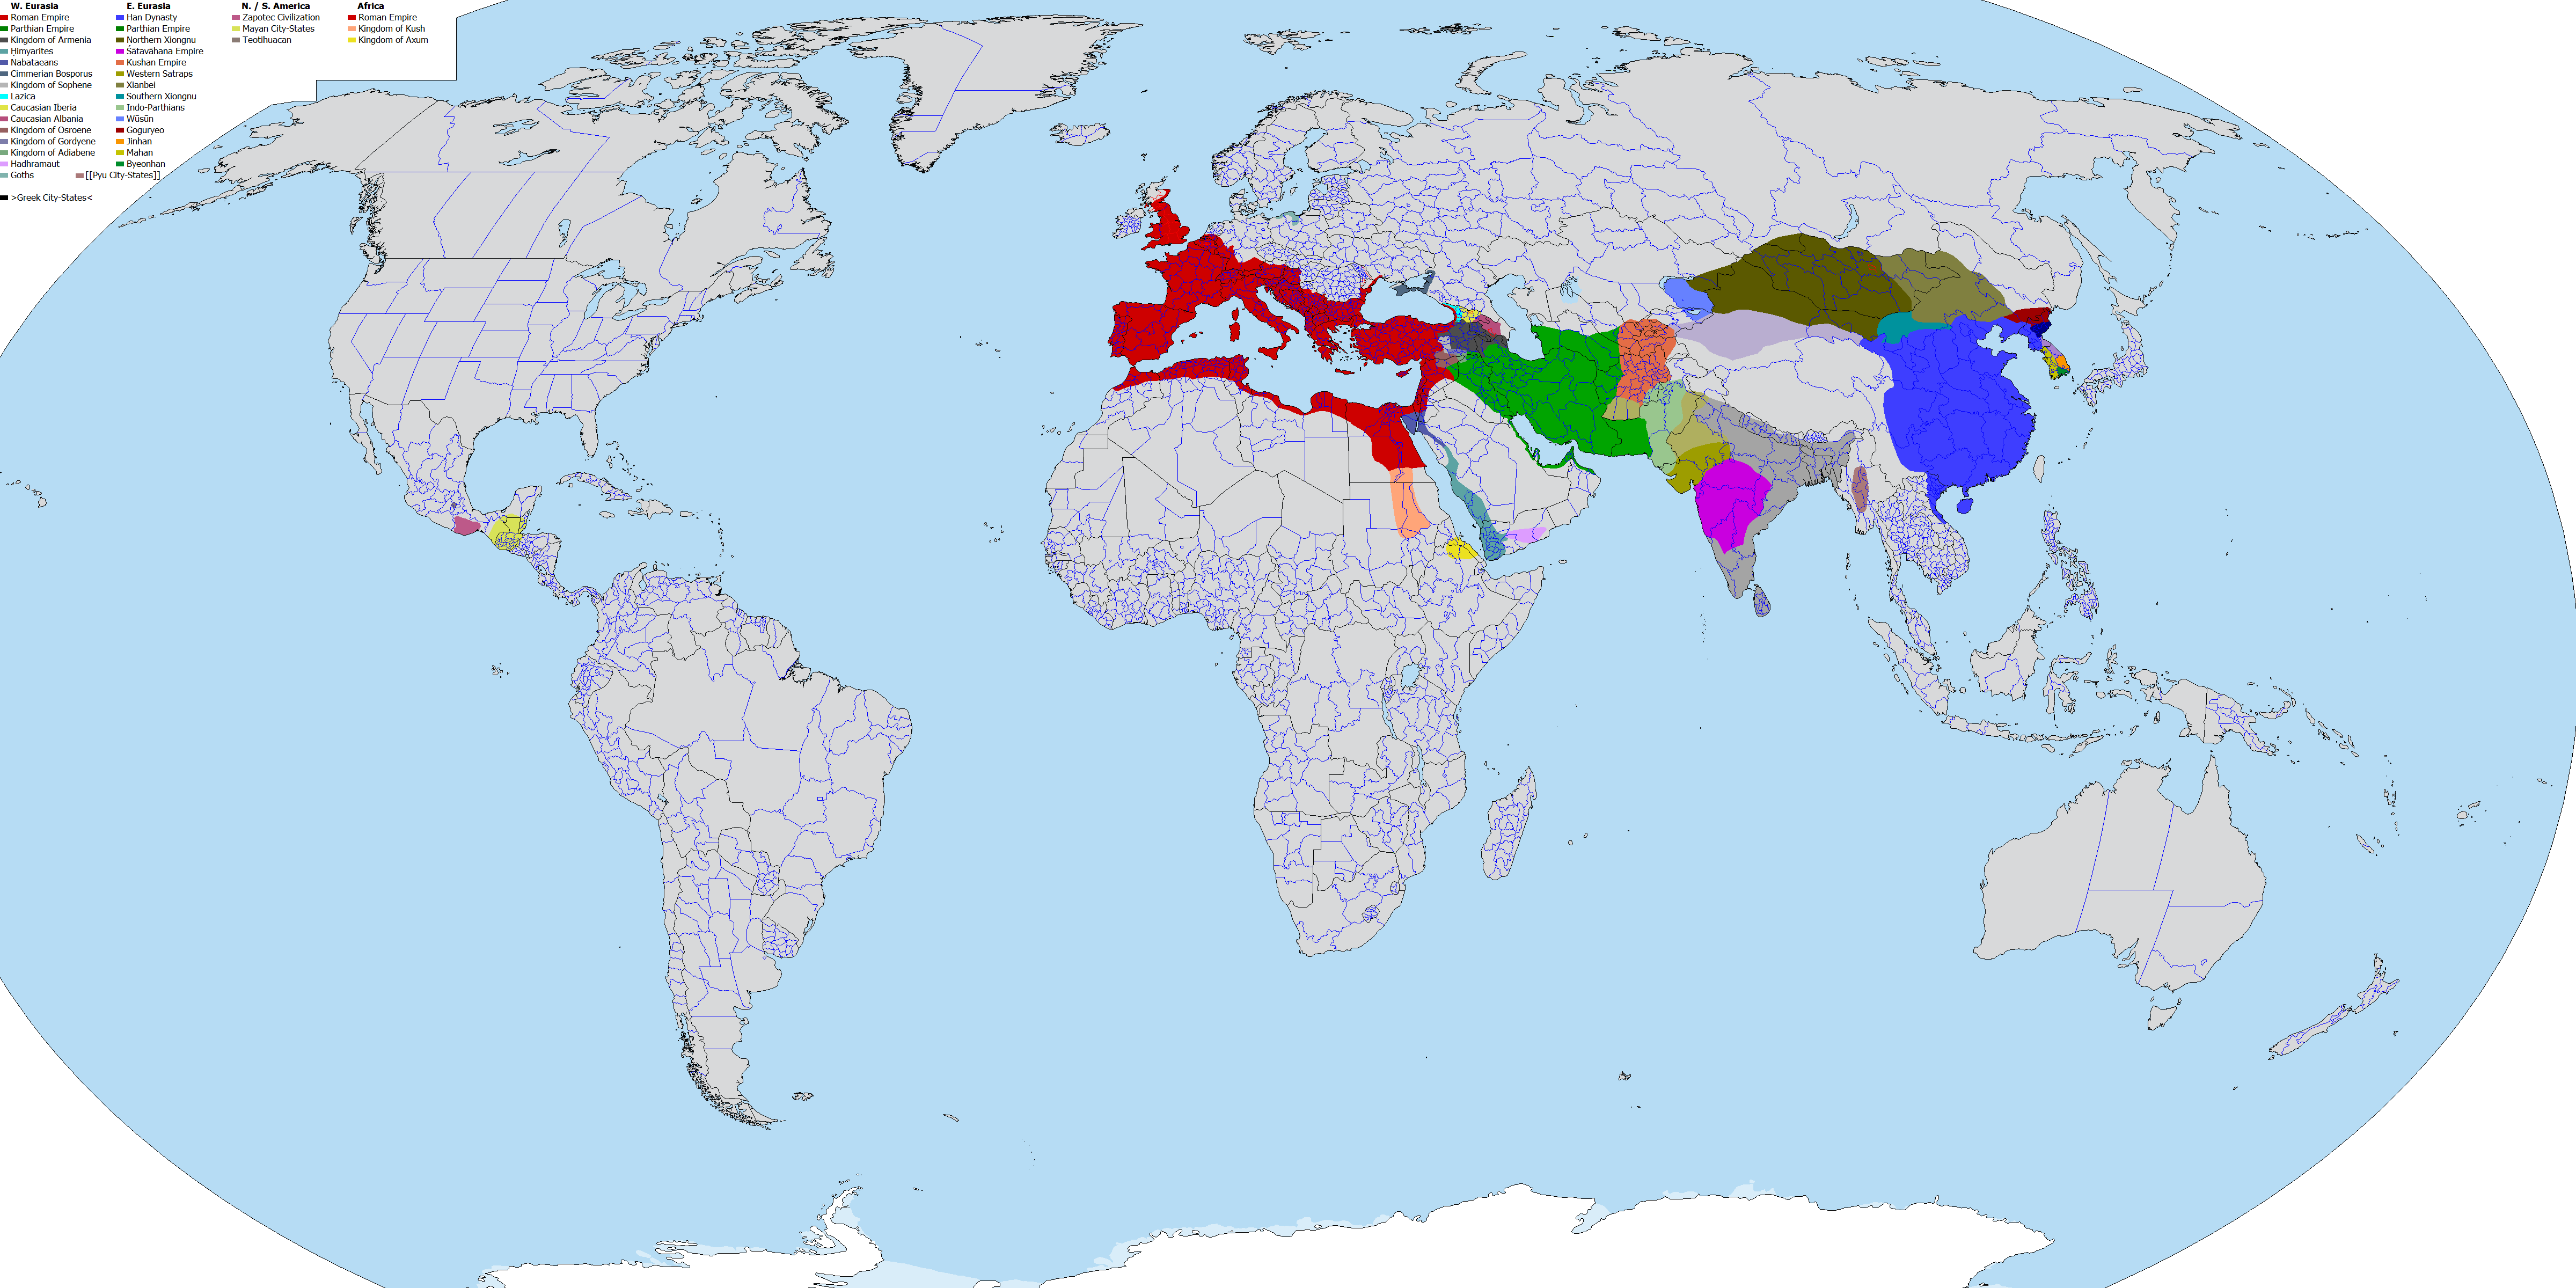 W. Eurasia
Roman Empire
Parthian Empire
Kingdom of Armenia
Ḥimyarites
Nabataeans
Cimmerian Bosporus
Kingdom of Sophene
Lazica
Caucasian Iberia
Caucasian Albania
Kingdom of Osroene
Kingdom of Gordyene
Kingdom of Adiabene
Hadhramaut
Goths
>Greek City-States<
E. Eurasia
Han Dynasty
Parthian Empire
Northern Xiongnu
Śātavāhana Empire
Kushan Empire
Western Satraps
Xianbei
Southern Xiongnu
Indo-Parthians
Wūsūn
Goguryeo
Jinhan
Mahan
Byeonhan
[[Pyu City-States]]
N. / S. America
Zapotec Civilization
Mayan City-States
Teotihuacan
Africa
Roman Empire
Kingdom of Kush
Kingdom of Axum